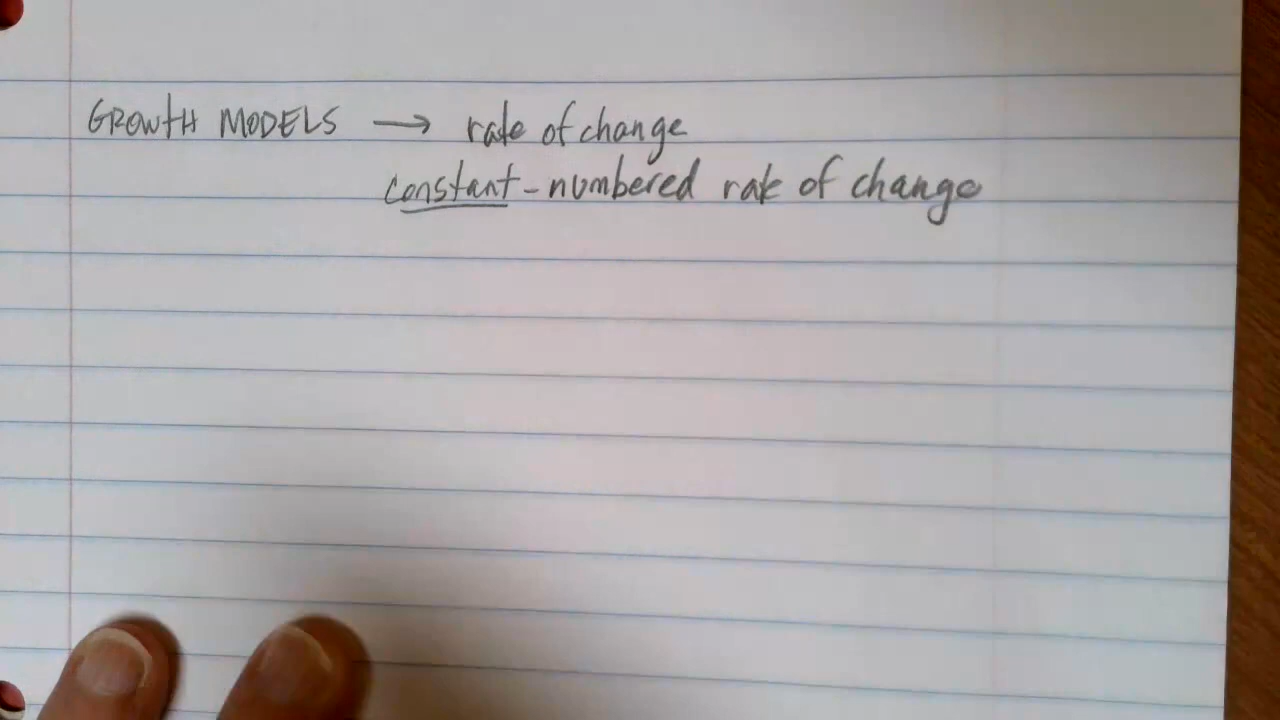 GROWTH MODELS → rate of change
constant-numbered rate of change